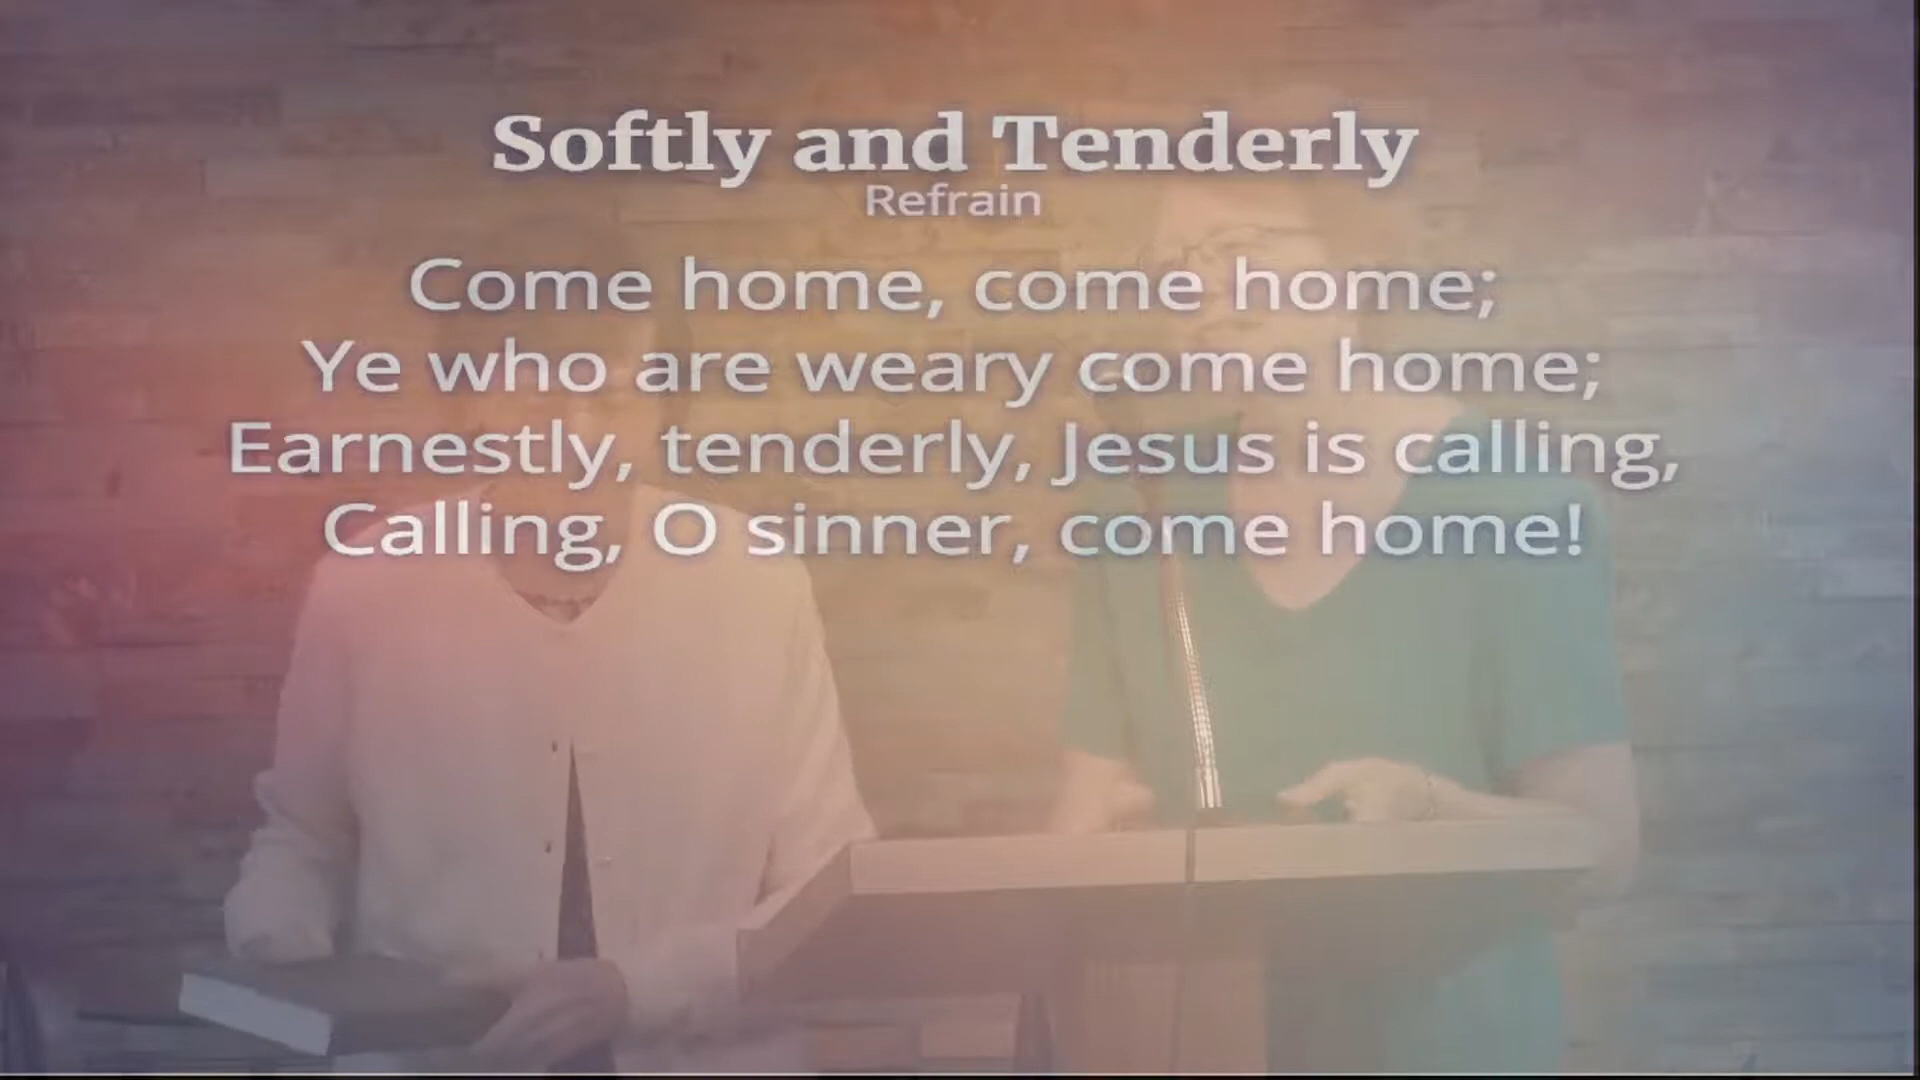 Softly and Tenderly
Refrain
Come home, come home;
Ye who are weary come home;
Earnestly, tenderly, Jesus is calling,
Calling, O sinner, come home!